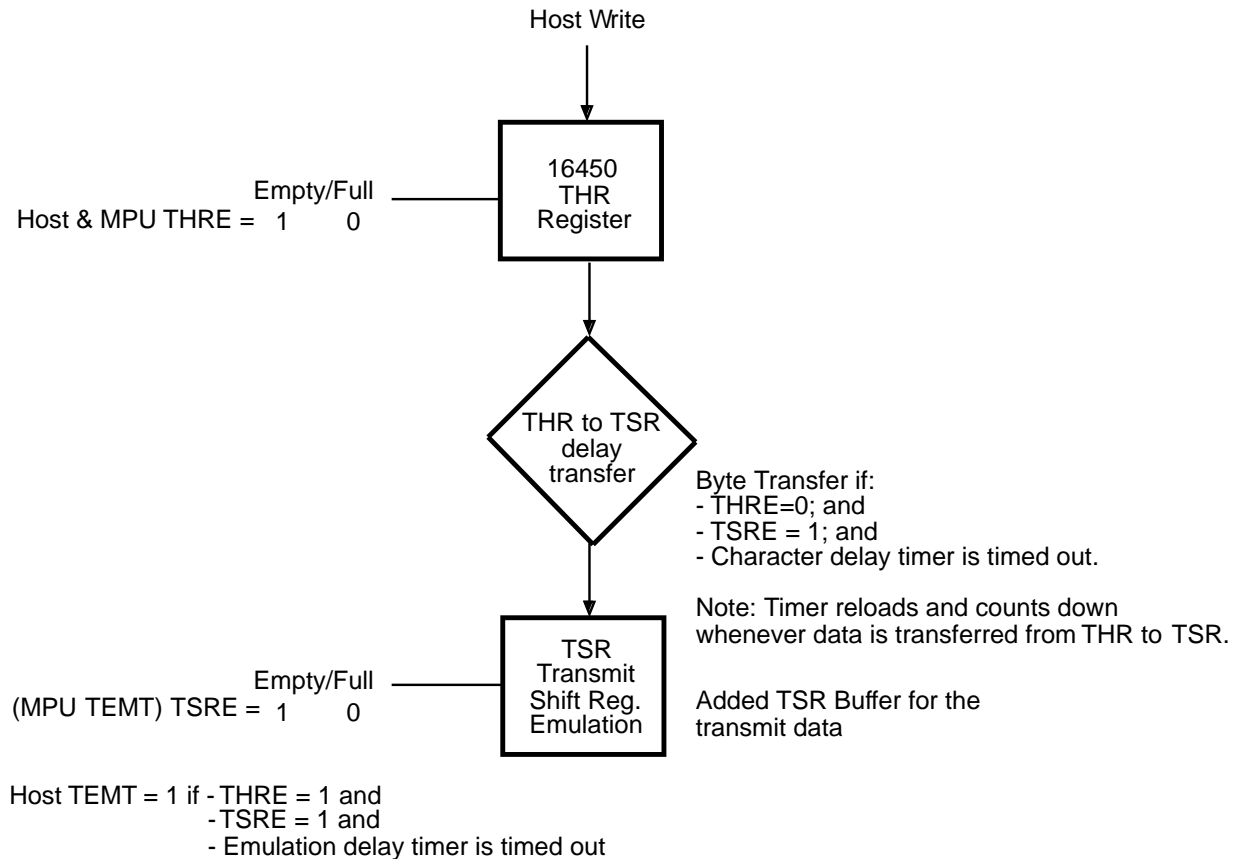 Host Write
16450
THR
Register
Empty/Full
Host & MPU THRE = 1 0
THR to TSR
delay
transfer
Byte Transfer if:
- THRE=0; and
- TSRE = 1; and
- Character delay timer is timed out.
Note: Timer reloads and counts down
whenever data is transferred from THR to TSR.
TSR
Transmit
Shift Reg.
Emulation
Empty/Full
(MPU TEMT) TSRE = 1 0
Added TSR Buffer for the
transmit data
Host TEMT = 1 if - THRE = 1 and
- TSRE = 1 and
- Emulation delay timer is timed out